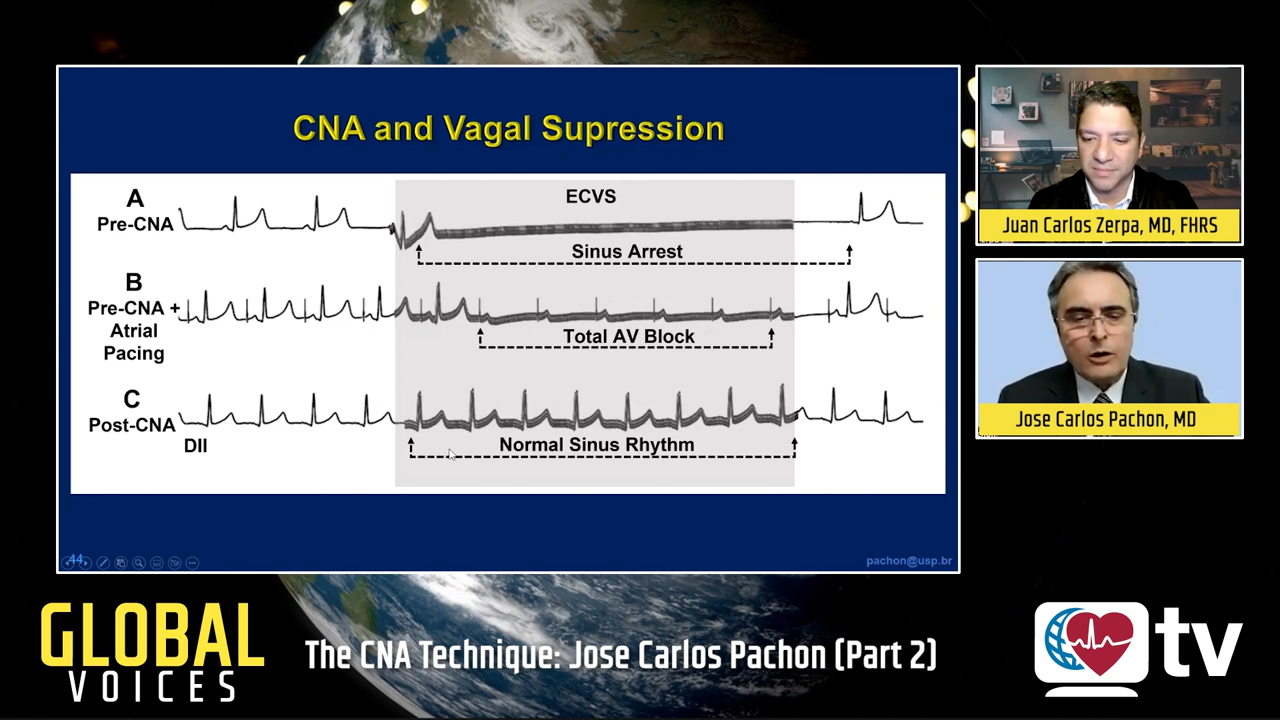 CNA and Vagal Supression
A
Pre-CNA
ECVS
Sinus Arrest
B
Pre-CNA +
Atrial
Pacing
Total AV Block
C
Post-CNA
DII
Normal Sinus Rhythm
44
pachon@usp.br
Juan Carlos Zerpa, MD, FHRS
Jose Carlos Pachon, MD
GLOBAL
VOICES
The CNA Technique: Jose Carlos Pachon (Part 2)
tv